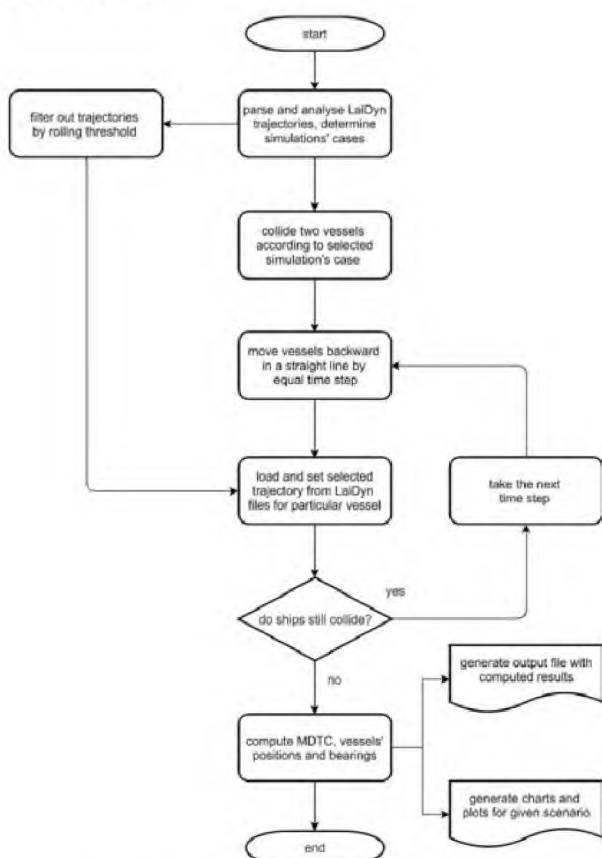 start
filter out trajectories
by rolling threshold
parse and analyse LaiDyn
trajectories, determine
simulations' cases
collide two vessels
according to selected
simulation's case
move vessels backward
in a straight line by
equal time step
load and set selected
trajectory from LaiDyn
files for particular vessel
take the next
time step
do ships still collide?
yes
no
generate output file with
computed results
compute MDTC, vessels'
positions and bearings
generate charts and
plots for given scenario
end